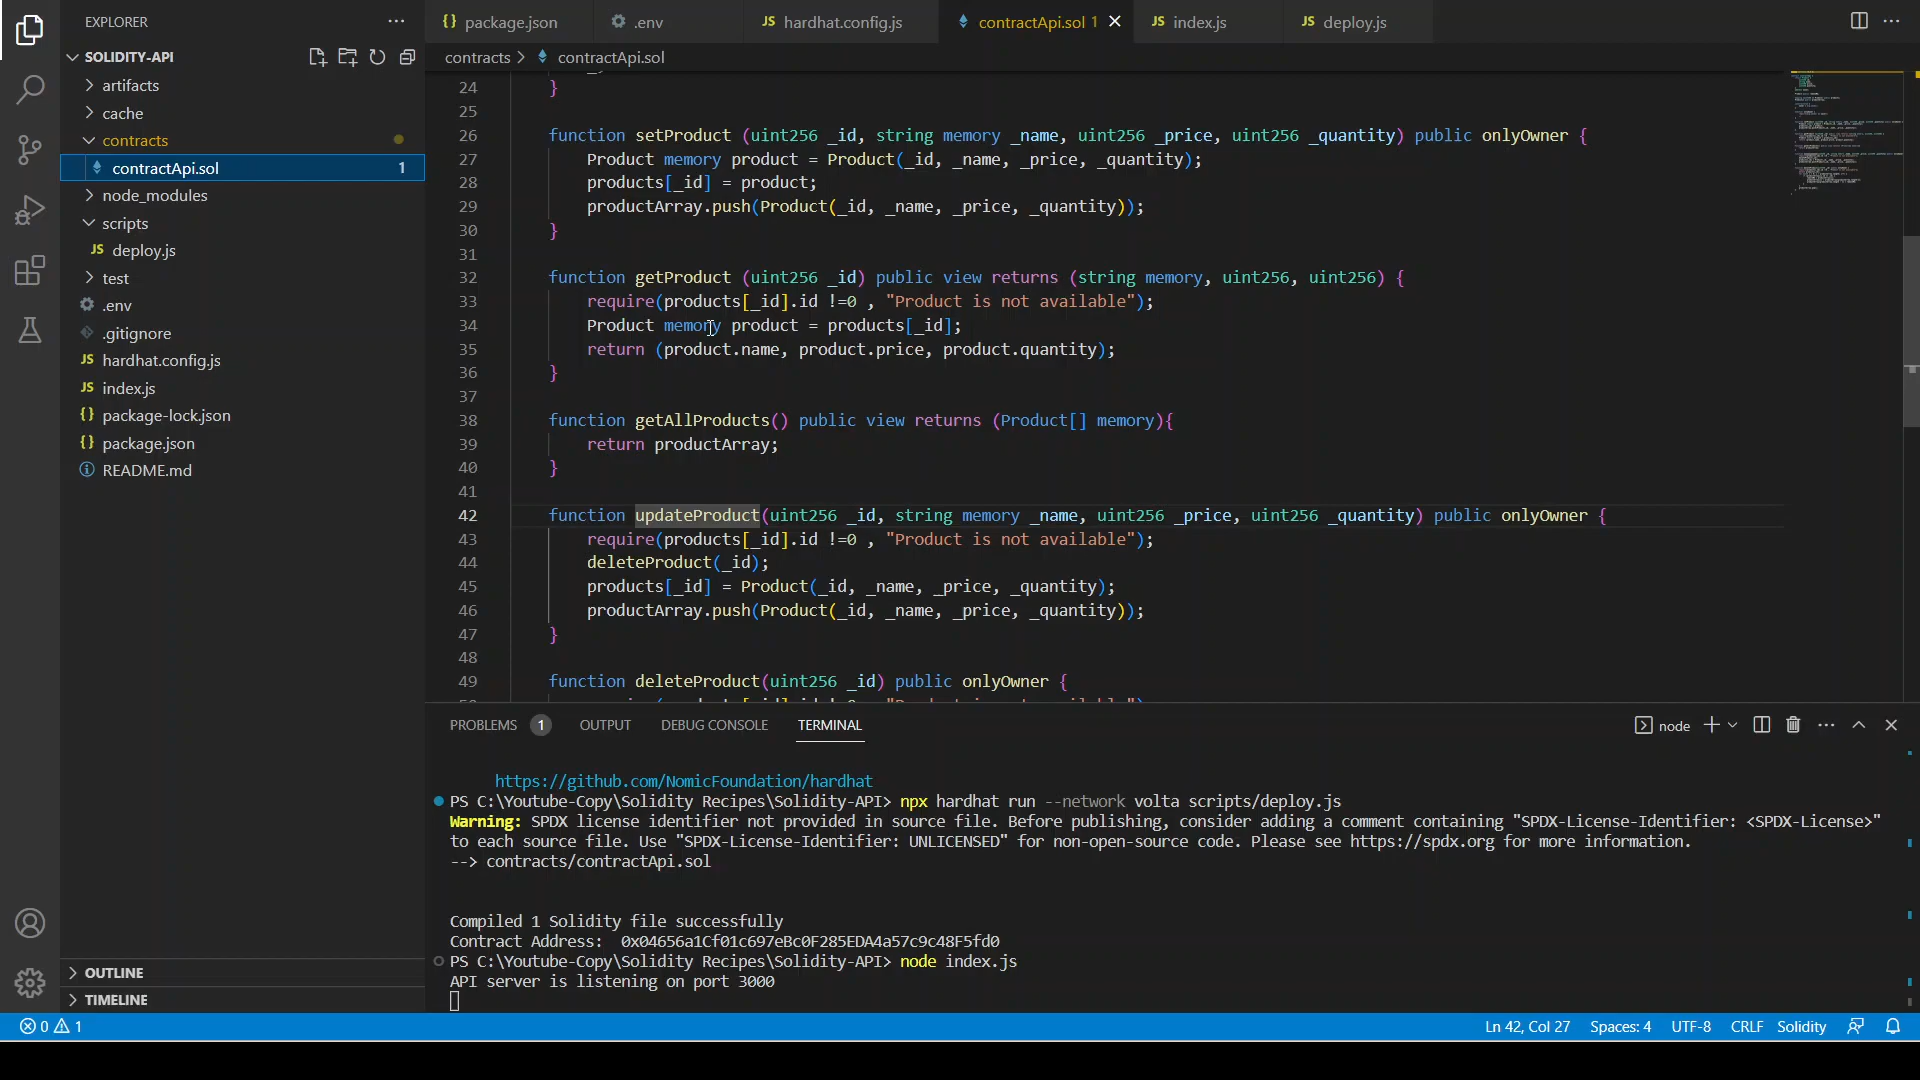 EXPLORER
SOLIDITY-API
artifacts
cache
contracts
contractApi.sol 1
node_modules
scripts
JS deploy.js
test
.env
.gitignore
JS hardhat.config.js
JS index.js
{} package-lock.json
{} package.json
README.md
OUTLINE
TIMELINE
{} package.json .env JS hardhat.config.js contractApi.sol 1 JS index.js JS deploy.js
contracts > contractApi.sol
24 }
25
26 function setProduct (uint256 _id, string memory _name, uint256 _price, uint256 _quantity) public onlyOwner {
27 Product memory product = Product(_id, _name, _price, _quantity);
28 products[_id] = product;
29 productArray.push(Product(_id, _name, _price, _quantity));
30 }
31
32 function getProduct (uint256 _id) public view returns (string memory, uint256, uint256) {
33 require(products[_id].id !=0 , "Product is not available");
34 Product memory product = products[_id];
35 return (product.name, product.price, product.quantity);
36 }
37
38 function getAllProducts() public view returns (Product[] memory){
39 return productArray;
40 }
41
42 function updateProduct(uint256 _id, string memory _name, uint256 _price, uint256 _quantity) public onlyOwner {
43 require(products[_id].id !=0 , "Product is not available");
44 deleteProduct(_id);
45 products[_id] = Product(_id, _name, _price, _quantity);
46 productArray.push(Product(_id, _name, _price, _quantity));
47 }
48
49 function deleteProduct(uint256 _id) public onlyOwner {
PROBLEMS 1 OUTPUT DEBUG CONSOLE TERMINAL node
https://github.com/NomicFoundation/hardhat
PS C:\Youtube-Copy\Solidity Recipes\Solidity-API> npx hardhat run --network volta scripts/deploy.js
Warning: SPDX license identifier not provided in source file. Before publishing, consider adding a comment containing "SPDX-License-Identifier: <SPDX-License>"
to each source file. Use "SPDX-License-Identifier: UNLICENSED" for non-open-source code. Please see https://spdx.org for more information.
--> contracts/contractApi.sol
Compiled 1 Solidity file successfully
Contract Address: 0x04656a1Cf01c697eBc0F285EDA4a57c9c48F5fd0
PS C:\Youtube-Copy\Solidity Recipes\Solidity-API> node index.js
API server is listening on port 3000
0 1 Ln 42, Col 27 Spaces: 4 UTF-8 CRLF Solidity